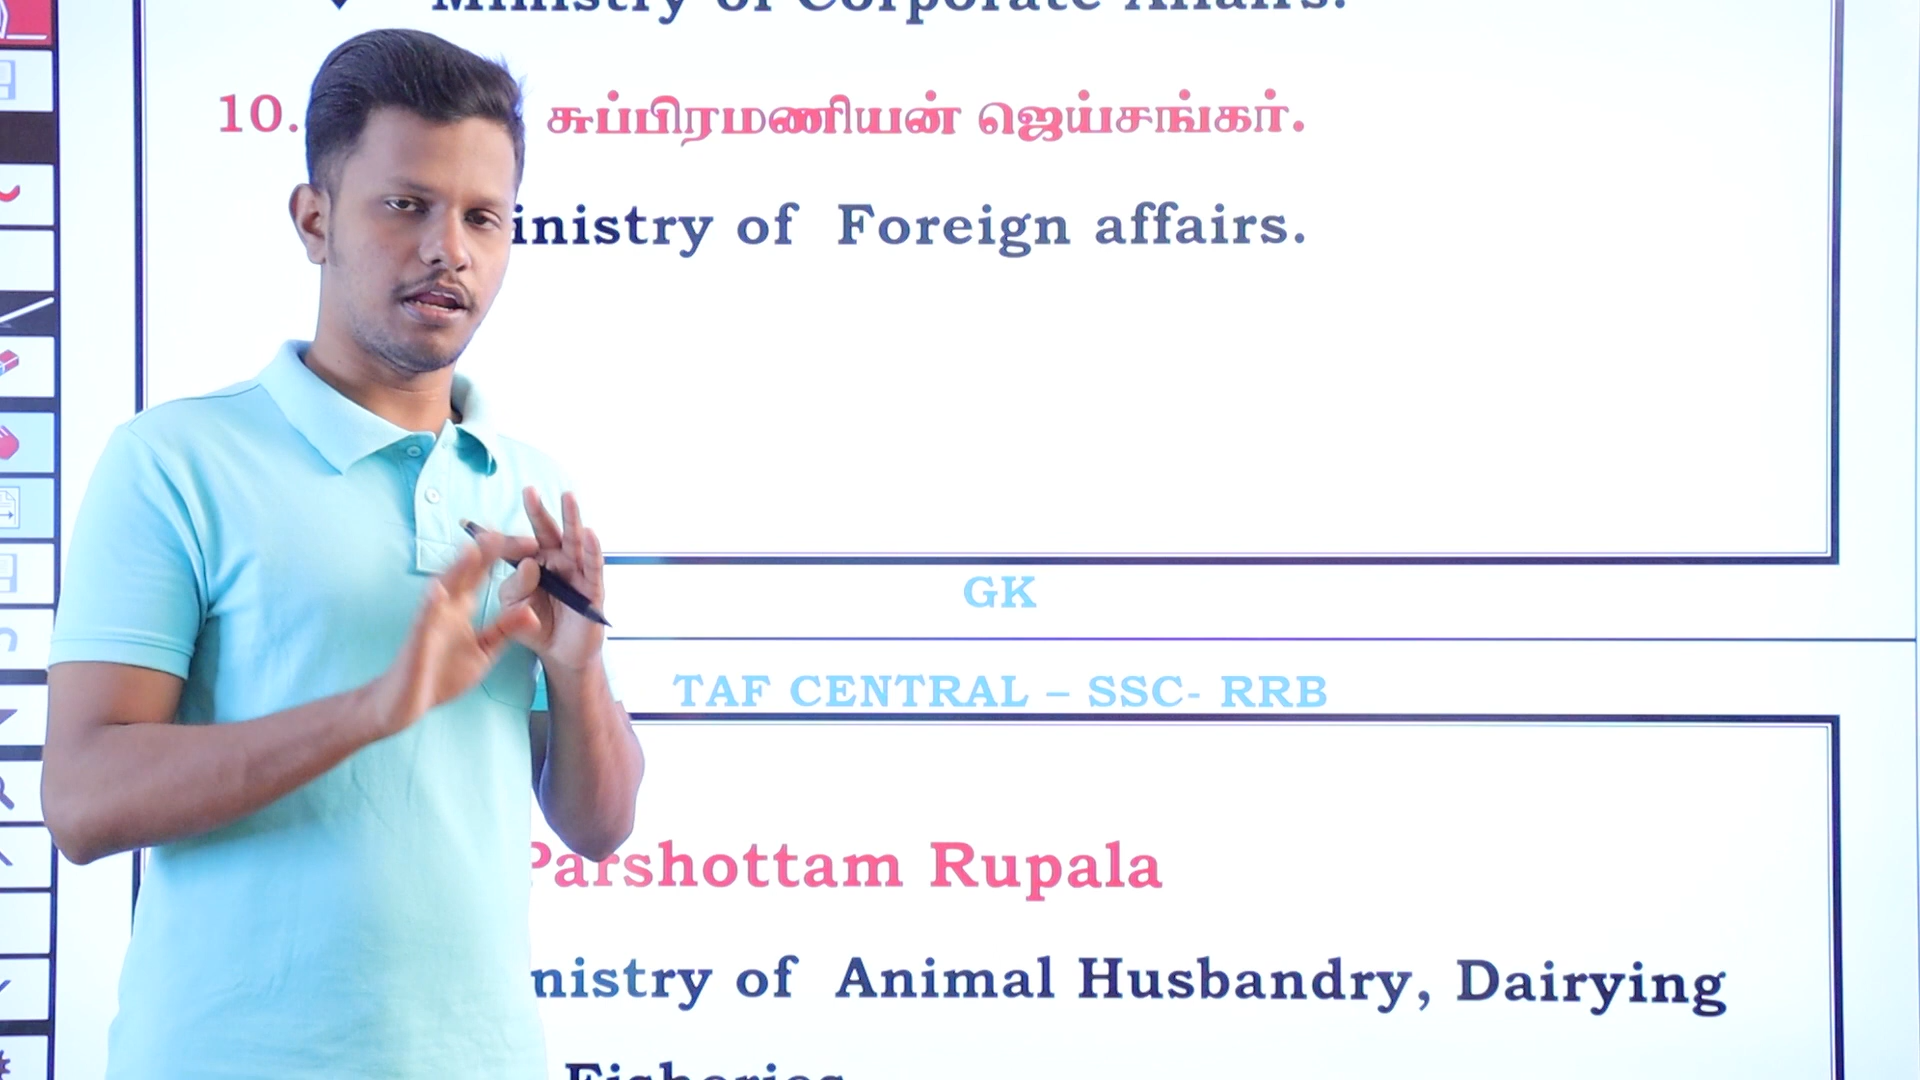 Ministry of Corporate Affairs.
10. சுப்பிரமணியன் ஜெய்சங்கர்.
inistry of Foreign affairs.
GK
TAF CENTRAL – SSC- RRB
Parshottam Rupala
nistry of Animal Husbandry, Dairying
Fisheries